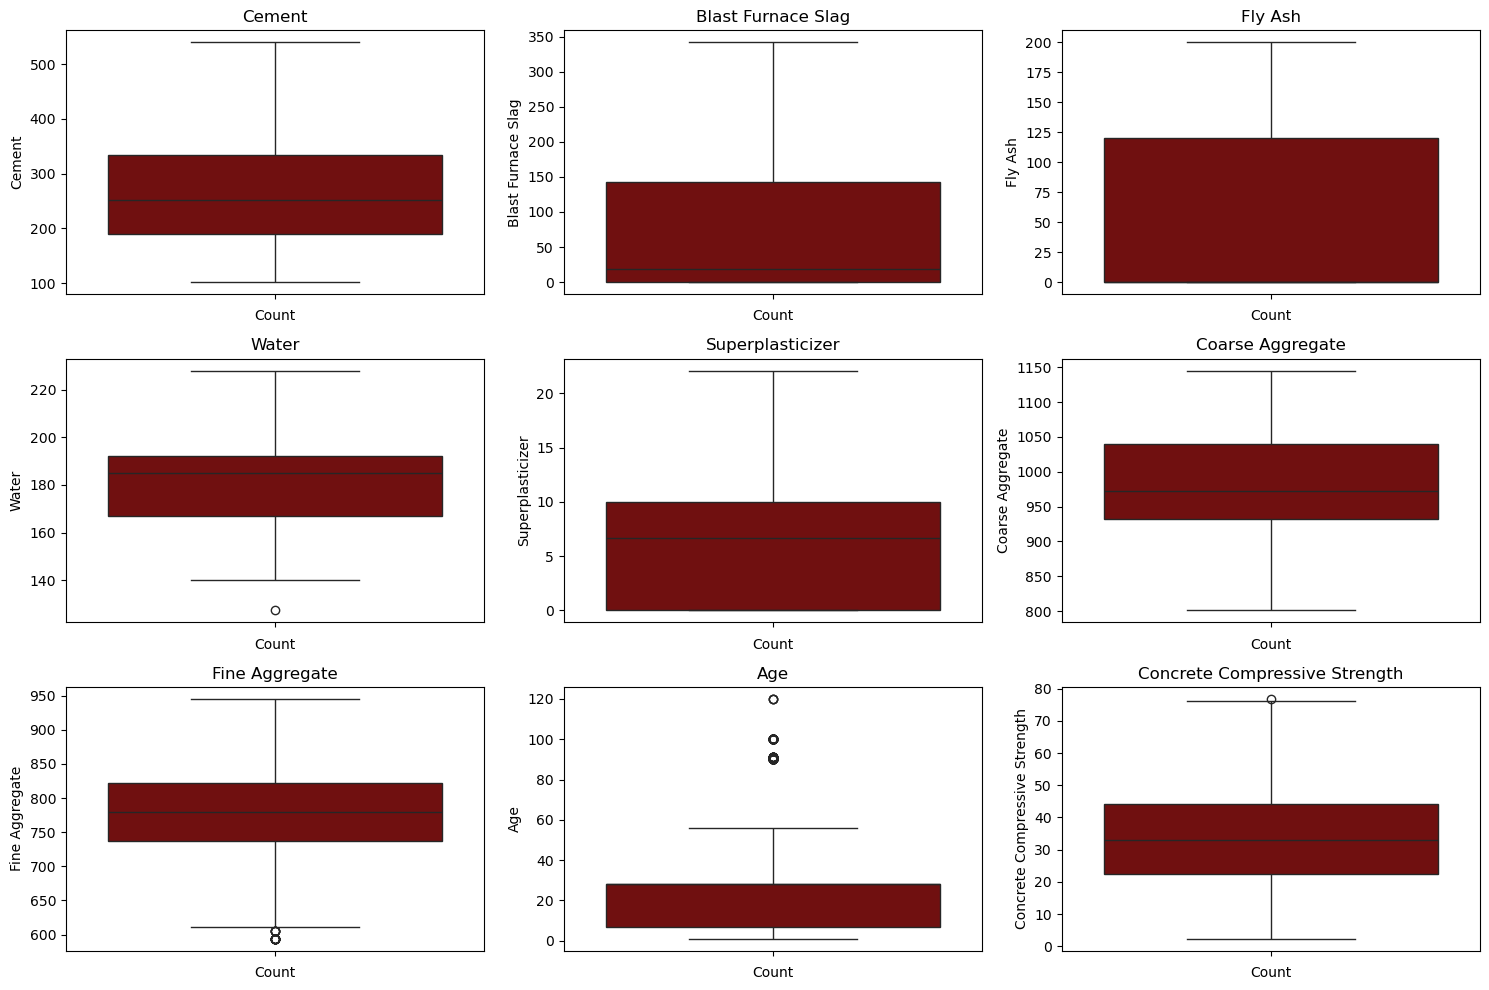 Cement
Blast Furnace Slag
Fly Ash
500
400
300
200
100
Cement
Count
350
300
250
200
150
100
50
0
Blast Furnace Slag
Count
200
175
150
125
100
75
50
25
0
Fly Ash
Count
Water
Superplasticizer
Coarse Aggregate
220
200
180
160
140
Water
Count
20
15
10
5
0
Superplasticizer
Count
1150
1100
1050
1000
950
900
850
800
Coarse Aggregate
Count
Fine Aggregate
Age
Concrete Compressive Strength
950
900
850
800
750
700
650
600
Fine Aggregate
Count
120
100
80
60
40
20
0
Age
Count
80
70
60
50
40
30
20
10
0
Concrete Compressive Strength
Count